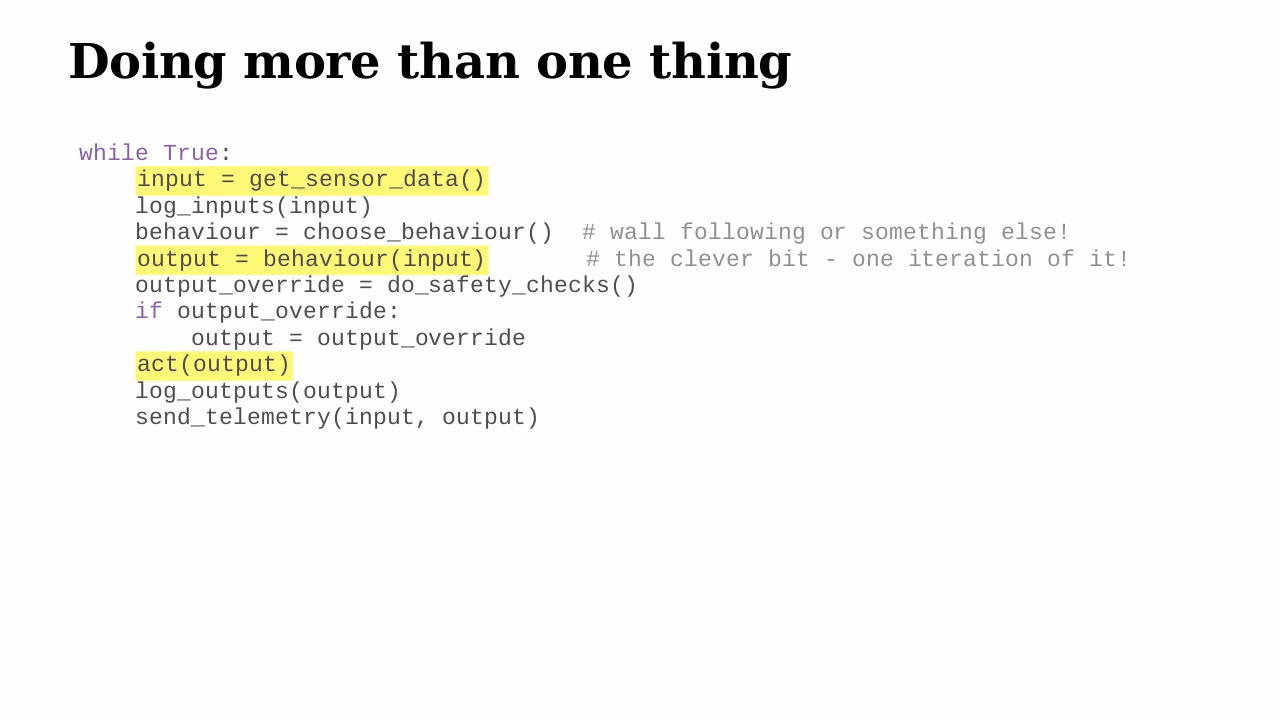 Doing more than one thing
while True:
    input = get_sensor_data()
    log_inputs(input)
    behaviour = choose_behaviour()  # wall following or something else!
    output = behaviour(input)       # the clever bit - one iteration of it!
    output_override = do_safety_checks()
    if output_override:
        output = output_override
    act(output)
    log_outputs(output)
    send_telemetry(input, output)